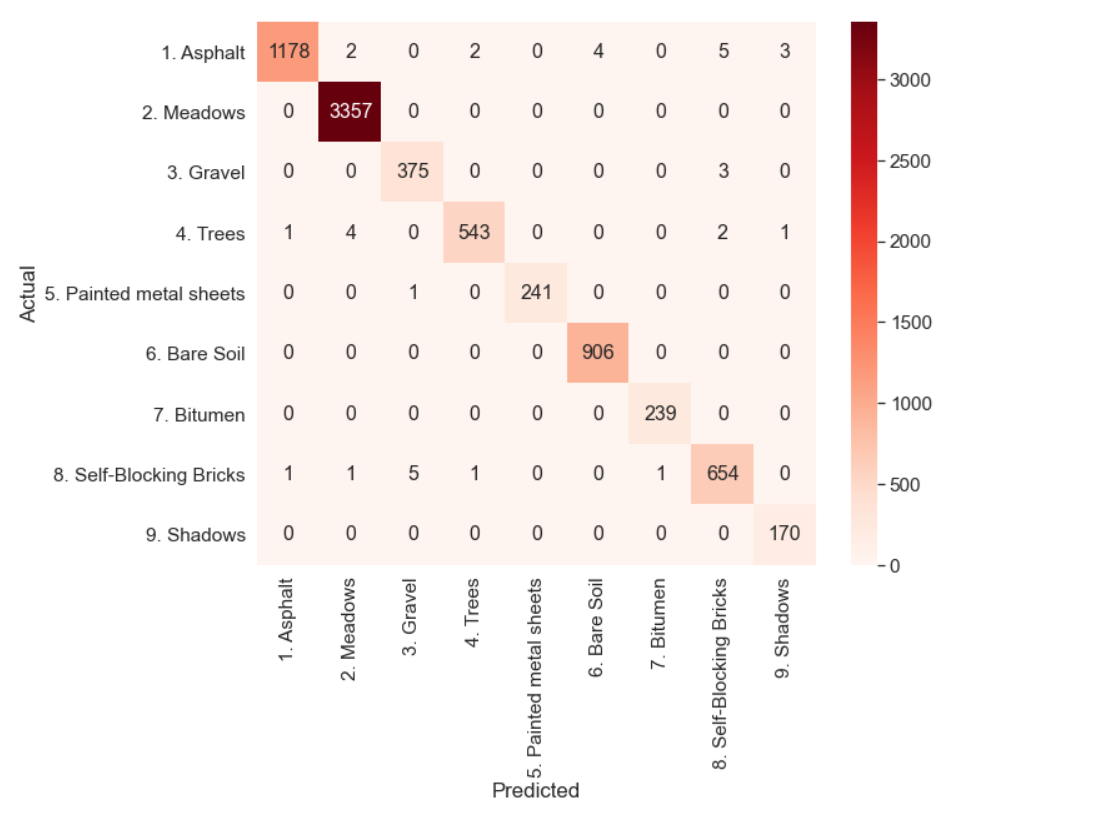 1. Asphalt 1178 2 0 2 0 4 0 5 3
2. Meadows 0 3357 0 0 0 0 0 0 0
3. Gravel 0 0 375 0 0 0 0 3 0
4. Trees 1 4 0 543 0 0 0 2 1
5. Painted metal sheets 0 0 1 0 241 0 0 0 0
6. Bare Soil 0 0 0 0 0 906 0 0 0
7. Bitumen 0 0 0 0 0 0 239 0 0
8. Self-Blocking Bricks 1 1 5 1 0 0 1 654 0
9. Shadows 0 0 0 0 0 0 0 0 170
Actual
1. Asphalt
2. Meadows
3. Gravel
4. Trees
5. Painted metal sheets
6. Bare Soil
7. Bitumen
8. Self-Blocking Bricks
9. Shadows
Predicted
3000
2500
2000
1500
1000
500
0